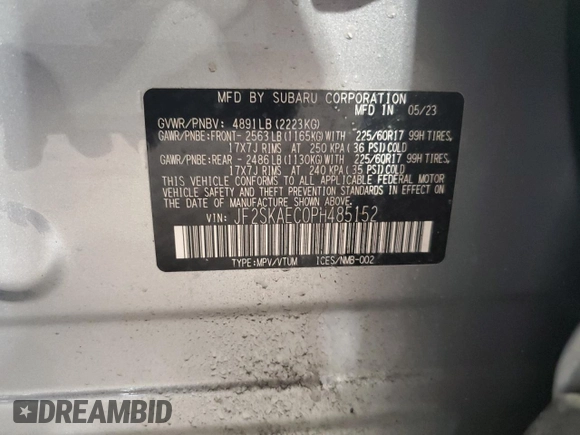 MFD BY SUBARU CORPORATION 05/23
GVWR/PNBV: 4891LB (2223KG)
GAWR/PNBE:FRONT- 2563LB (1165KG)WITH 225/60R17 99H TIRES,
17X7J RIMS AT 250 KPA (36 PSI)COLD
GAWR/PNBE:REAR - 2486LB (1130KG)WITH 225/60R17 99H TIRES,
17X7J RIMS AT 240 KPA (35 PSI)COLD
THIS VEHICLE CONFORMS TO ALL APPLICABLE FEDERAL MOTOR
VEHICLE SAFETY AND THEFT PREVENTION STANDARDS IN EFFECT ON
THE DATE OF MANUFACTURE SHOWN ABOVE.
VIN: JF2SKAEC0PH485152
TYPE:MPV/VTUM ICES/NMB-002
DREAMBID